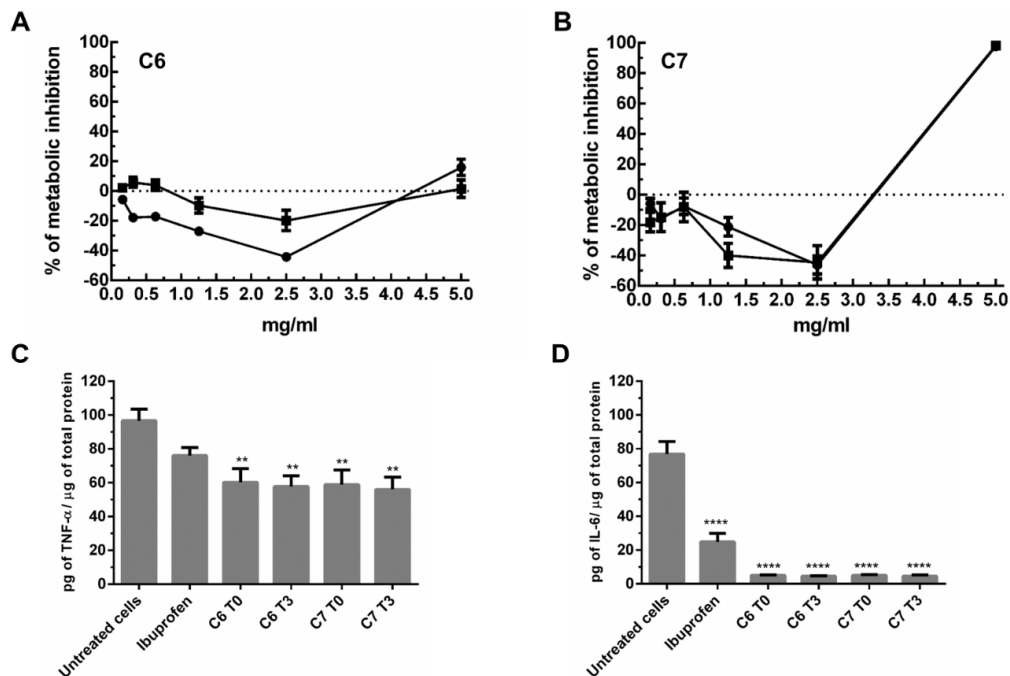 A
C6
% of metabolic inhibition
100
80
60
40
20
0
-20
-40
-60
0.0 0.5 1.0 1.5 2.0 2.5 3.0 3.5 4.0 4.5 5.0
mg/ml
B
C7
% of metabolic inhibition
100
80
60
40
20
0
-20
-40
-60
0.0 0.5 1.0 1.5 2.0 2.5 3.0 3.5 4.0 4.5 5.0
mg/ml
C
pg of TNF-α/ μg of total protein
120
100
80
60
40
20
0
** ** ** **
Untreated cells
Ibuprofen
C6 T0
C6 T3
C7 T0
C7 T3
D
pg of IL-6/ μg of total protein
120
100
80
60
40
20
0
**** **** **** **** ****
Untreated cells
Ibuprofen
C6 T0
C6 T3
C7 T0
C7 T3